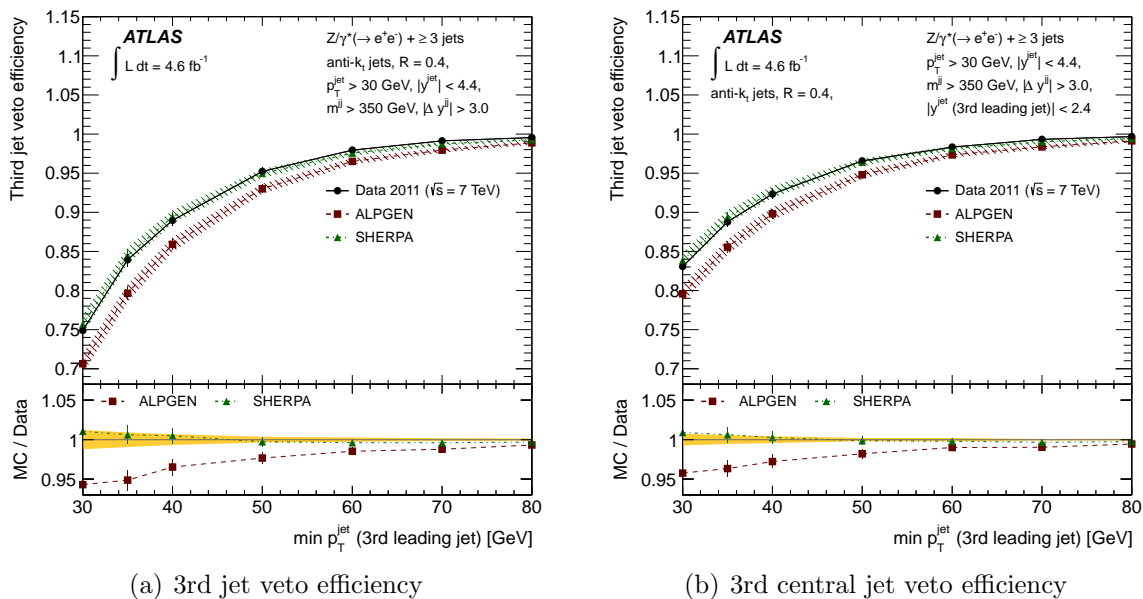 Third jet veto efficiency
1.15
1.1
1.05
1
0.95
0.9
0.85
0.8
0.75
0.7
ATLAS
∫ L dt = 4.6 fb⁻¹
Z/γ*(→ e⁺e⁻) + ≥ 3 jets
anti-kₜ jets, R = 0.4,
p_T^jet > 30 GeV, |y^jet| < 4.4,
m^jj > 350 GeV, |Δ y^jj| > 3.0
Data 2011 (√s = 7 TeV)
ALPGEN
SHERPA
MC / Data
1.05
1
0.95
ALPGEN SHERPA
30 40 50 60 70 80
min p_T^jet (3rd leading jet) [GeV]
(a) 3rd jet veto efficiency
Third jet veto efficiency
1.15
1.1
1.05
1
0.95
0.9
0.85
0.8
0.75
0.7
ATLAS
∫ L dt = 4.6 fb⁻¹
anti-kₜ jets, R = 0.4,
Z/γ*(→ e⁺e⁻) + ≥ 3 jets
p_T^jet > 30 GeV, |y^jet| < 4.4,
m^jj > 350 GeV, |Δ y^jj| > 3.0,
|y^jet (3rd leading jet)| < 2.4
Data 2011 (√s = 7 TeV)
ALPGEN
SHERPA
MC / Data
1.05
1
0.95
ALPGEN SHERPA
30 40 50 60 70 80
min p_T^jet (3rd leading jet) [GeV]
(b) 3rd central jet veto efficiency